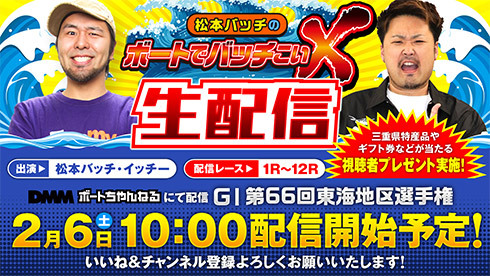 松本バッチの
ボートでバッチこいX
生配信
三重県特産品や
ギフト券などが当たる
視聴者プレゼント実施!
出演 松本バッチ・イッチー
配信レース 1R〜12R
DMMボートちゃんねるにて配信 GI 第66回東海地区選手権
2月6日土10:00配信開始予定!
いいね&チャンネル登録よろしくお願いいたします!